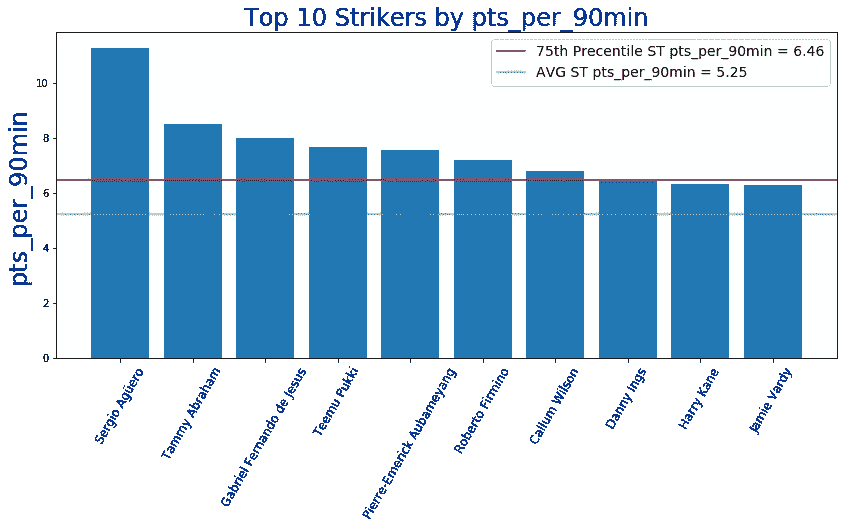 Top 10 Strikers by pts_per_90min
75th Precentile ST pts_per_90min = 6.46
AVG ST pts_per_90min = 5.25
pts_per_90min
10
8
6
4
2
0
Sergio Agüero
Tammy Abraham
Gabriel Fernando de Jesus
Teemu Pukki
Pierre-Emerick Aubameyang
Roberto Firmino
Callum Wilson
Danny Ings
Harry Kane
Jamie Vardy